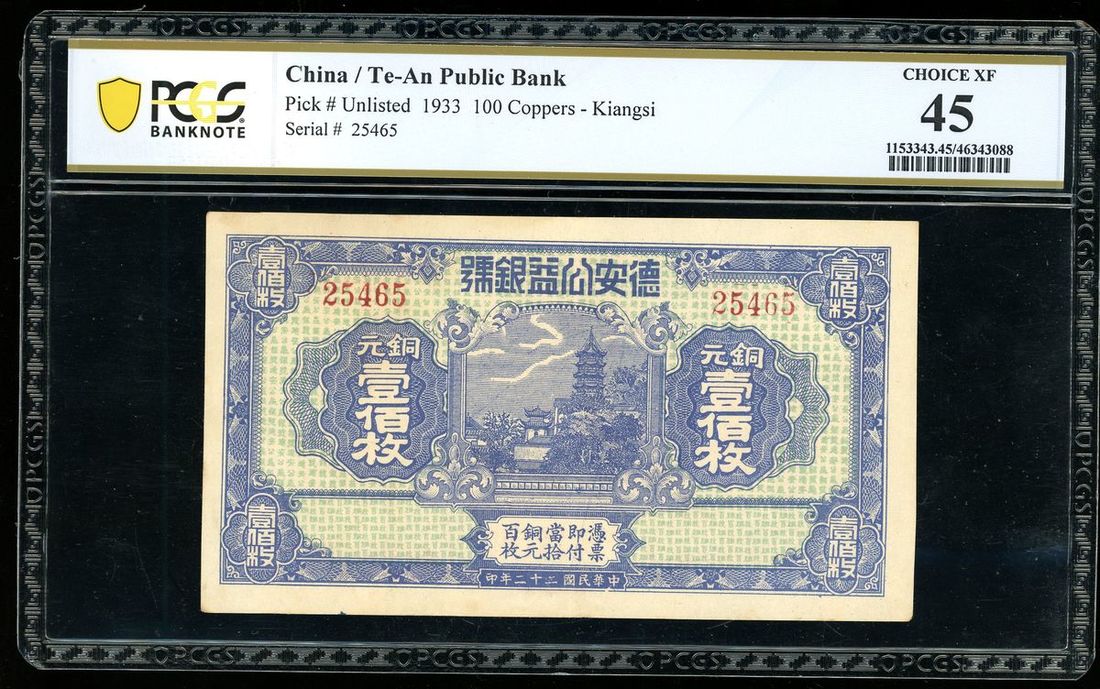 PCGS
BANKNOTE
China / Te-An Public Bank
Pick # Unlisted 1933 100 Coppers - Kiangsi
Serial # 25465
CHOICE XF
45
1153343.45/46343088
德安公益銀號
壹佰枚
壹佰枚
25465
25465
銅元
壹佰枚
銅元
壹佰枚
憑票
即付
當拾
銅元
百枚
壹佰枚
壹佰枚
中華民國二十二年印